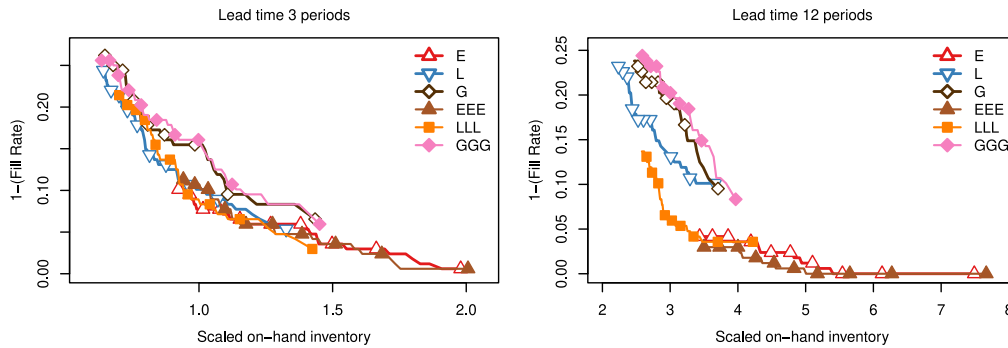 Lead time 3 periods
1−(Fill Rate)
0.00
0.10
0.20
1.0
1.5
2.0
Scaled on−hand inventory
E
L
G
EEE
LLL
GGG
Lead time 12 periods
1−(Fill Rate)
0.00
0.05
0.10
0.15
0.20
0.25
2
3
4
5
6
7
8
Scaled on−hand inventory
E
L
G
EEE
LLL
GGG